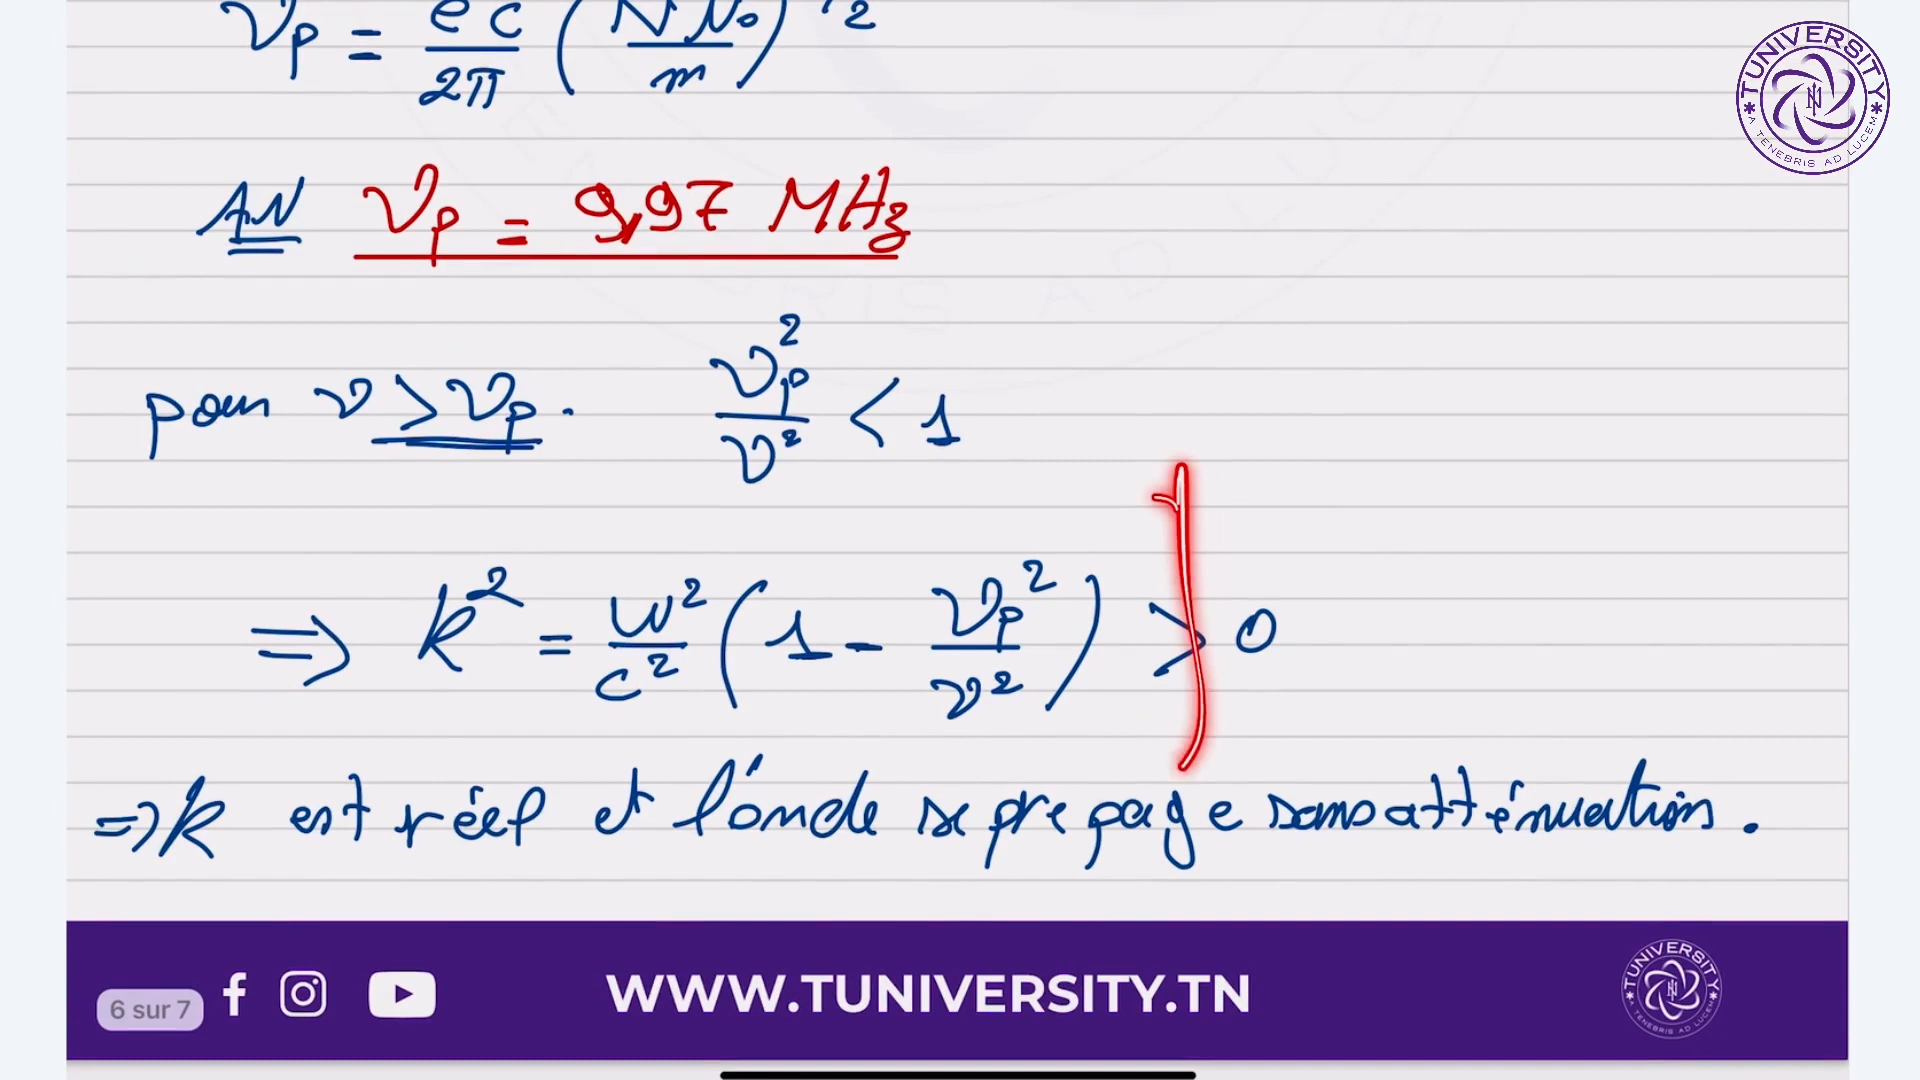 νp = ec/2π (Nμ₀/m)^1/2
AN νp = 9,97 MHz
pour ν > νp. νp²/ν² < 1
⇒ k² = ω²/c² (1 - νp²/ν²) > 0
⇒ k est réel et l'onde se propage sans atténuation.
6 sur 7
WWW.TUNIVERSITY.TN
TUNIVERSITY
A TENEBRIS AD LUCEM
TUNIVERSITY